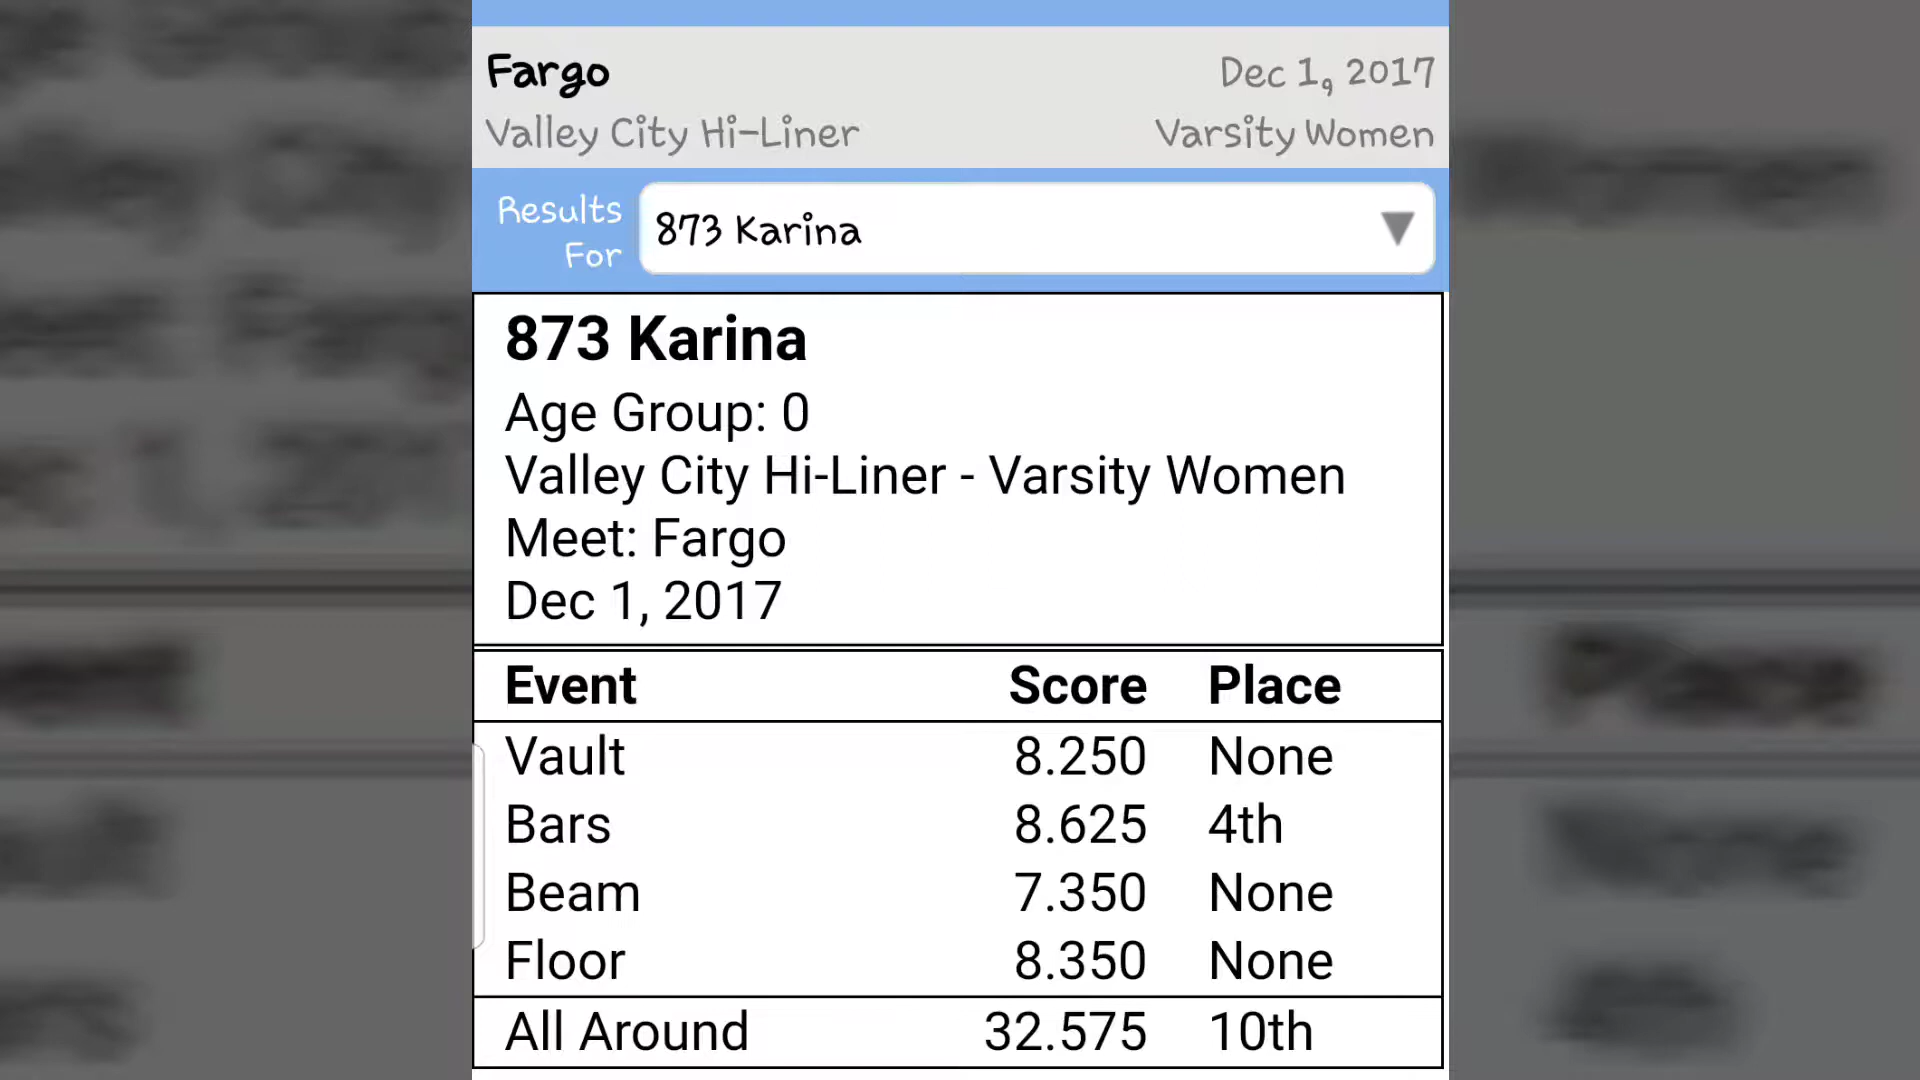 Fargo Dec 1, 2017
Valley City Hi-Liner Varsity Women
Results For 873 Karina
873 Karina
Age Group: 0
Valley City Hi-Liner - Varsity Women
Meet: Fargo
Dec 1, 2017
Event Score Place
Vault 8.250 None
Bars 8.625 4th
Beam 7.350 None
Floor 8.350 None
All Around 32.575 10th